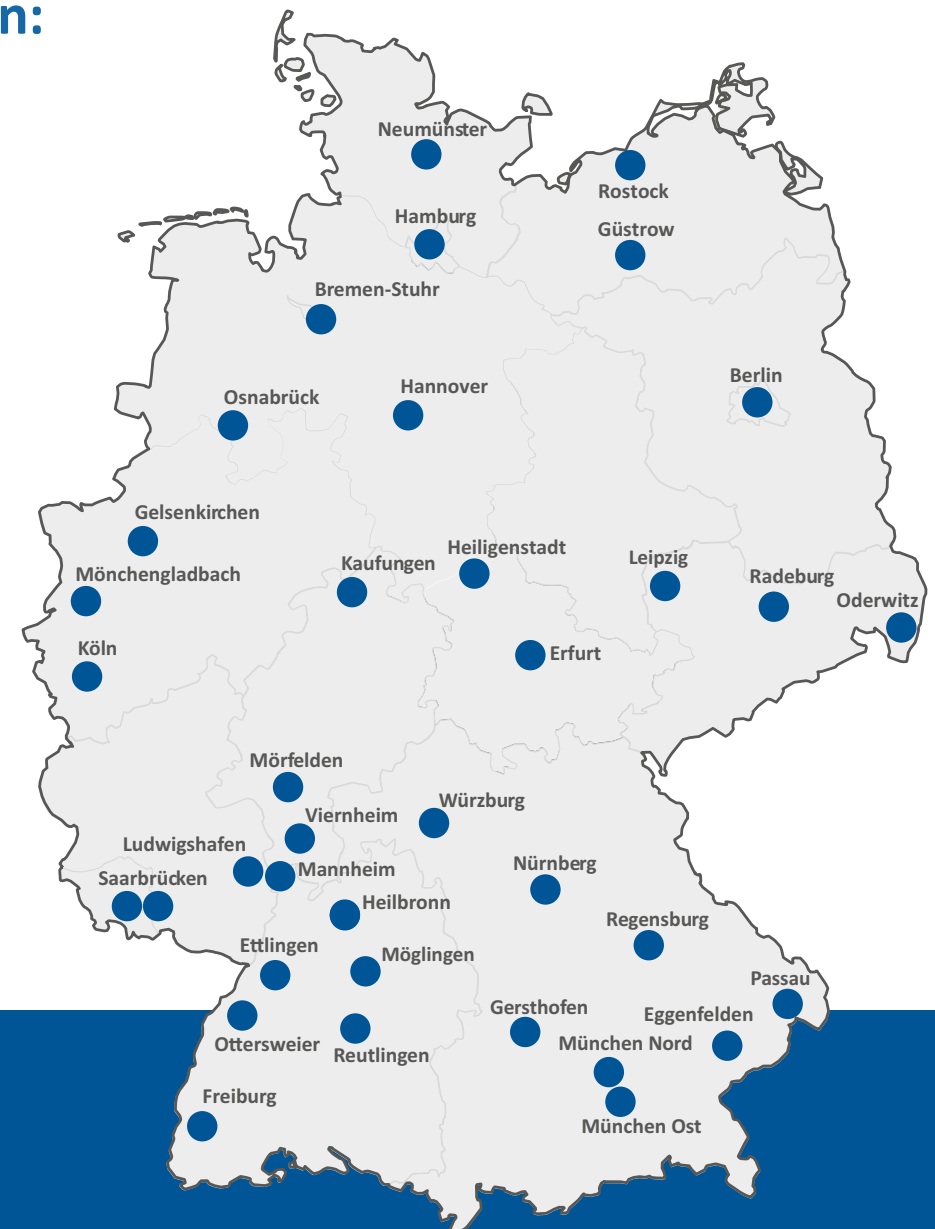 n:
Neumünster
Rostock
Hamburg
Güstrow
Bremen-Stuhr
Berlin
Hannover
Osnabrück
Gelsenkirchen
Heiligenstadt
Leipzig
Kaufungen
Mönchengladbach
Radeburg
Oderwitz
Köln
Erfurt
Mörfelden
Würzburg
Viernheim
Ludwigshafen
Nürnberg
Mannheim
Saarbrücken
Heilbronn
Regensburg
Ettlingen
Möglingen
Passau
Gersthofen
Eggenfelden
Ottersweier
München Nord
Reutlingen
Freiburg
München Ost